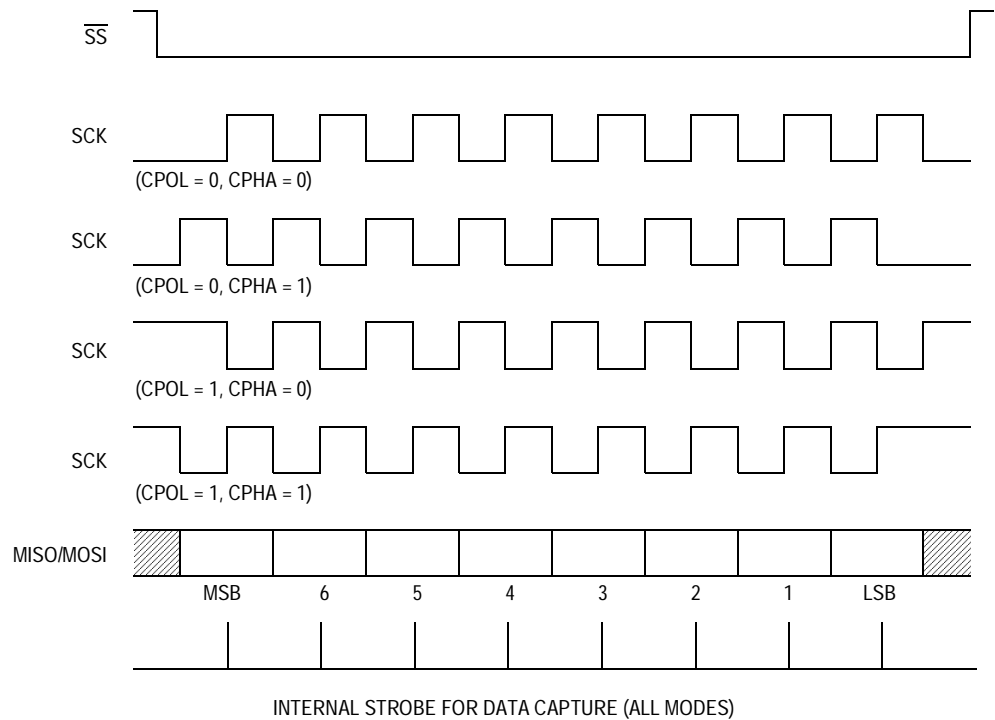 SS
SCK
(CPOL = 0, CPHA = 0)
SCK
(CPOL = 0, CPHA = 1)
SCK
(CPOL = 1, CPHA = 0)
SCK
(CPOL = 1, CPHA = 1)
MISO/MOSI
MSB 6 5 4 3 2 1 LSB
INTERNAL STROBE FOR DATA CAPTURE (ALL MODES)